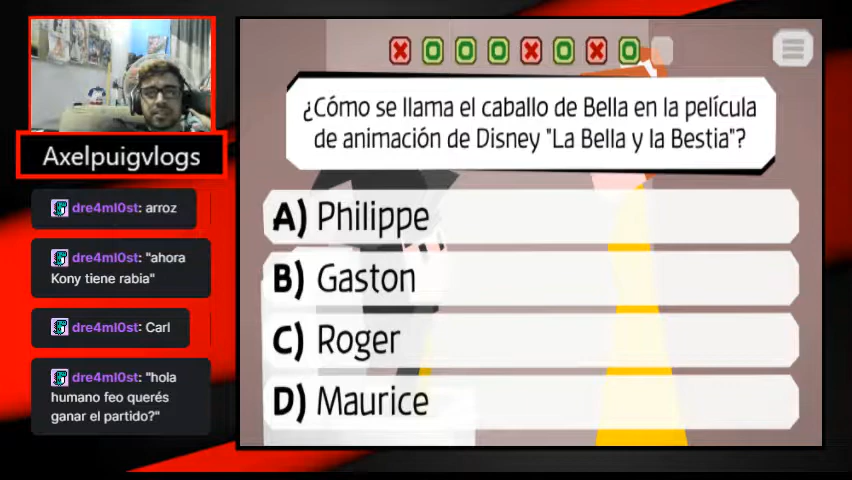 ¿Cómo se llama el caballo de Bella en la película
de animación de Disney "La Bella y la Bestia"?
A) Philippe
B) Gaston
C) Roger
D) Maurice
Axelpuigvlogs
dre4ml0st: arroz
dre4ml0st: "ahora
Kony tiene rabia"
dre4ml0st: Carl
dre4ml0st: "hola
humano feo querés
ganar el partido?"